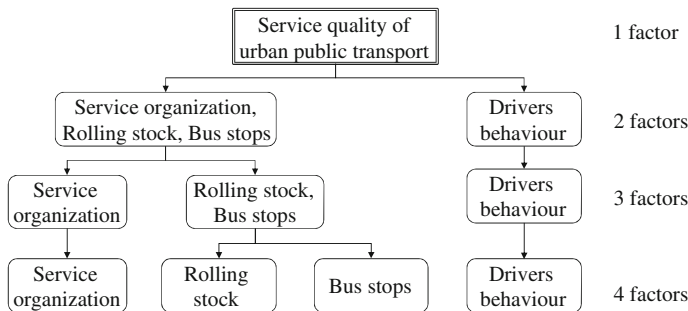 Service quality of
urban public transport
1 factor
Service organization,
Rolling stock, Bus stops
Drivers
behaviour
2 factors
Service
organization
Rolling stock,
Bus stops
Drivers
behaviour
3 factors
Service
organization
Rolling
stock
Bus stops
Drivers
behaviour
4 factors